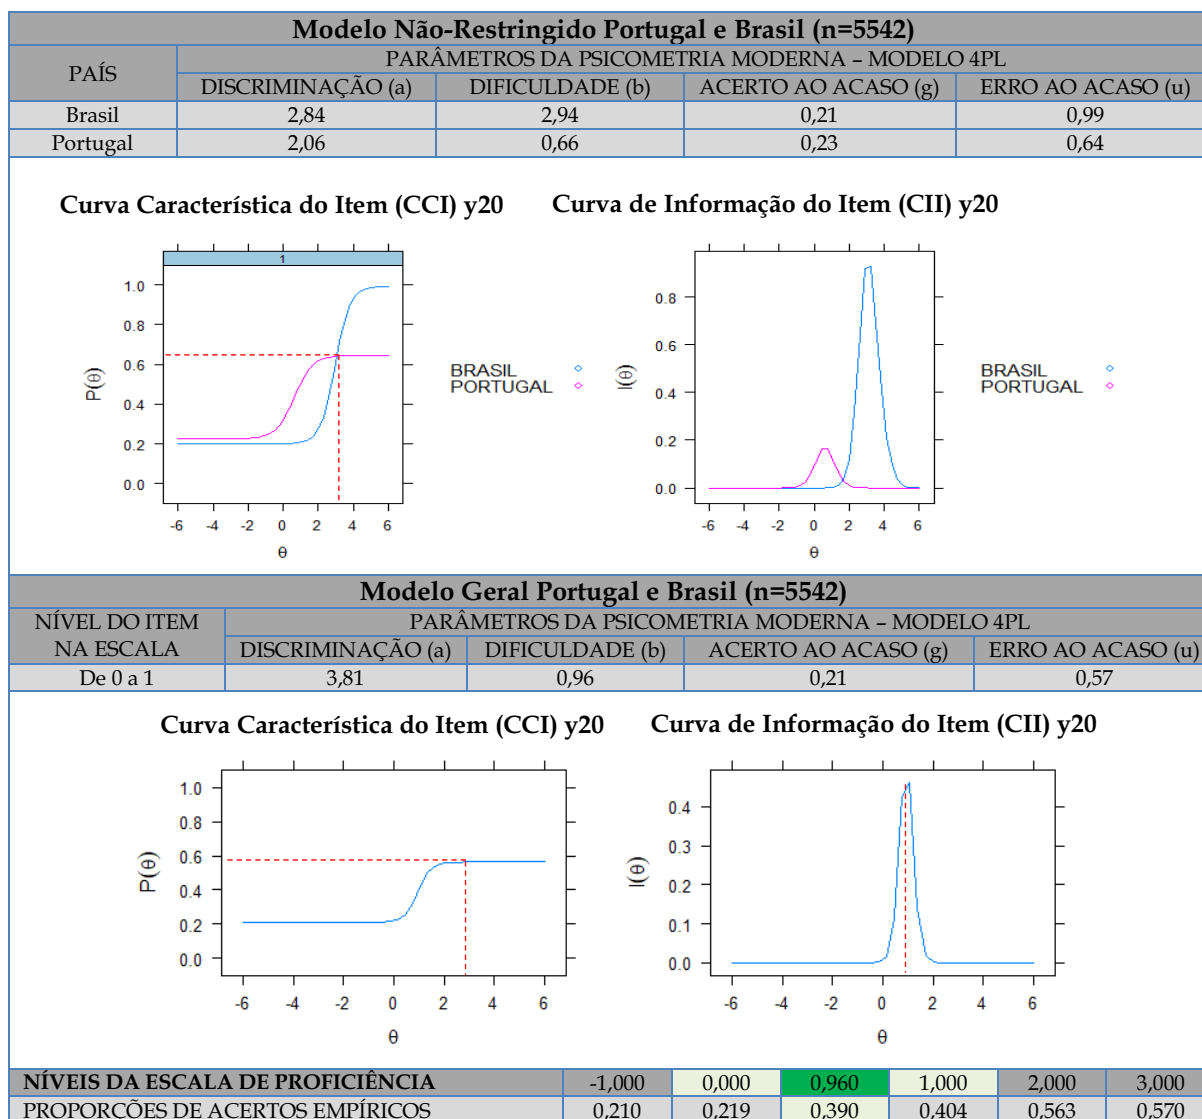 Modelo Não-Restringido Portugal e Brasil (n=5542)
PAÍS
PARÂMETROS DA PSICOMETRIA MODERNA – MODELO 4PL
DISCRIMINAÇÃO (a) DIFICULDADE (b) ACERTO AO ACASO (g) ERRO AO ACASO (u)
Brasil 2,84 2,94 0,21 0,99
Portugal 2,06 0,66 0,23 0,64
Curva Característica do Item (CCI) y20 Curva de Informação do Item (CII) y20
1
1.0
0.8
0.6
0.4
0.2
0.0
P(θ)
-6 -4 -2 0 2 4 6
θ
BRASIL
PORTUGAL
0.8
0.6
0.4
0.2
0.0
I(θ)
-6 -4 -2 0 2 4 6
θ
BRASIL
PORTUGAL
Modelo Geral Portugal e Brasil (n=5542)
NÍVEL DO ITEM
NA ESCALA
PARÂMETROS DA PSICOMETRIA MODERNA – MODELO 4PL
DISCRIMINAÇÃO (a) DIFICULDADE (b) ACERTO AO ACASO (g) ERRO AO ACASO (u)
De 0 a 1 3,81 0,96 0,21 0,57
Curva Característica do Item (CCI) y20 Curva de Informação do Item (CII) y20
1.0
0.8
0.6
0.4
0.2
0.0
P(θ)
-6 -4 -2 0 2 4 6
θ
0.4
0.3
0.2
0.1
0.0
I(θ)
-6 -4 -2 0 2 4 6
θ
NÍVEIS DA ESCALA DE PROFICIÊNCIA -1,000 0,000 0,960 1,000 2,000 3,000
PROPORÇÕES DE ACERTOS EMPÍRICOS 0,210 0,219 0,390 0,404 0,563 0,570